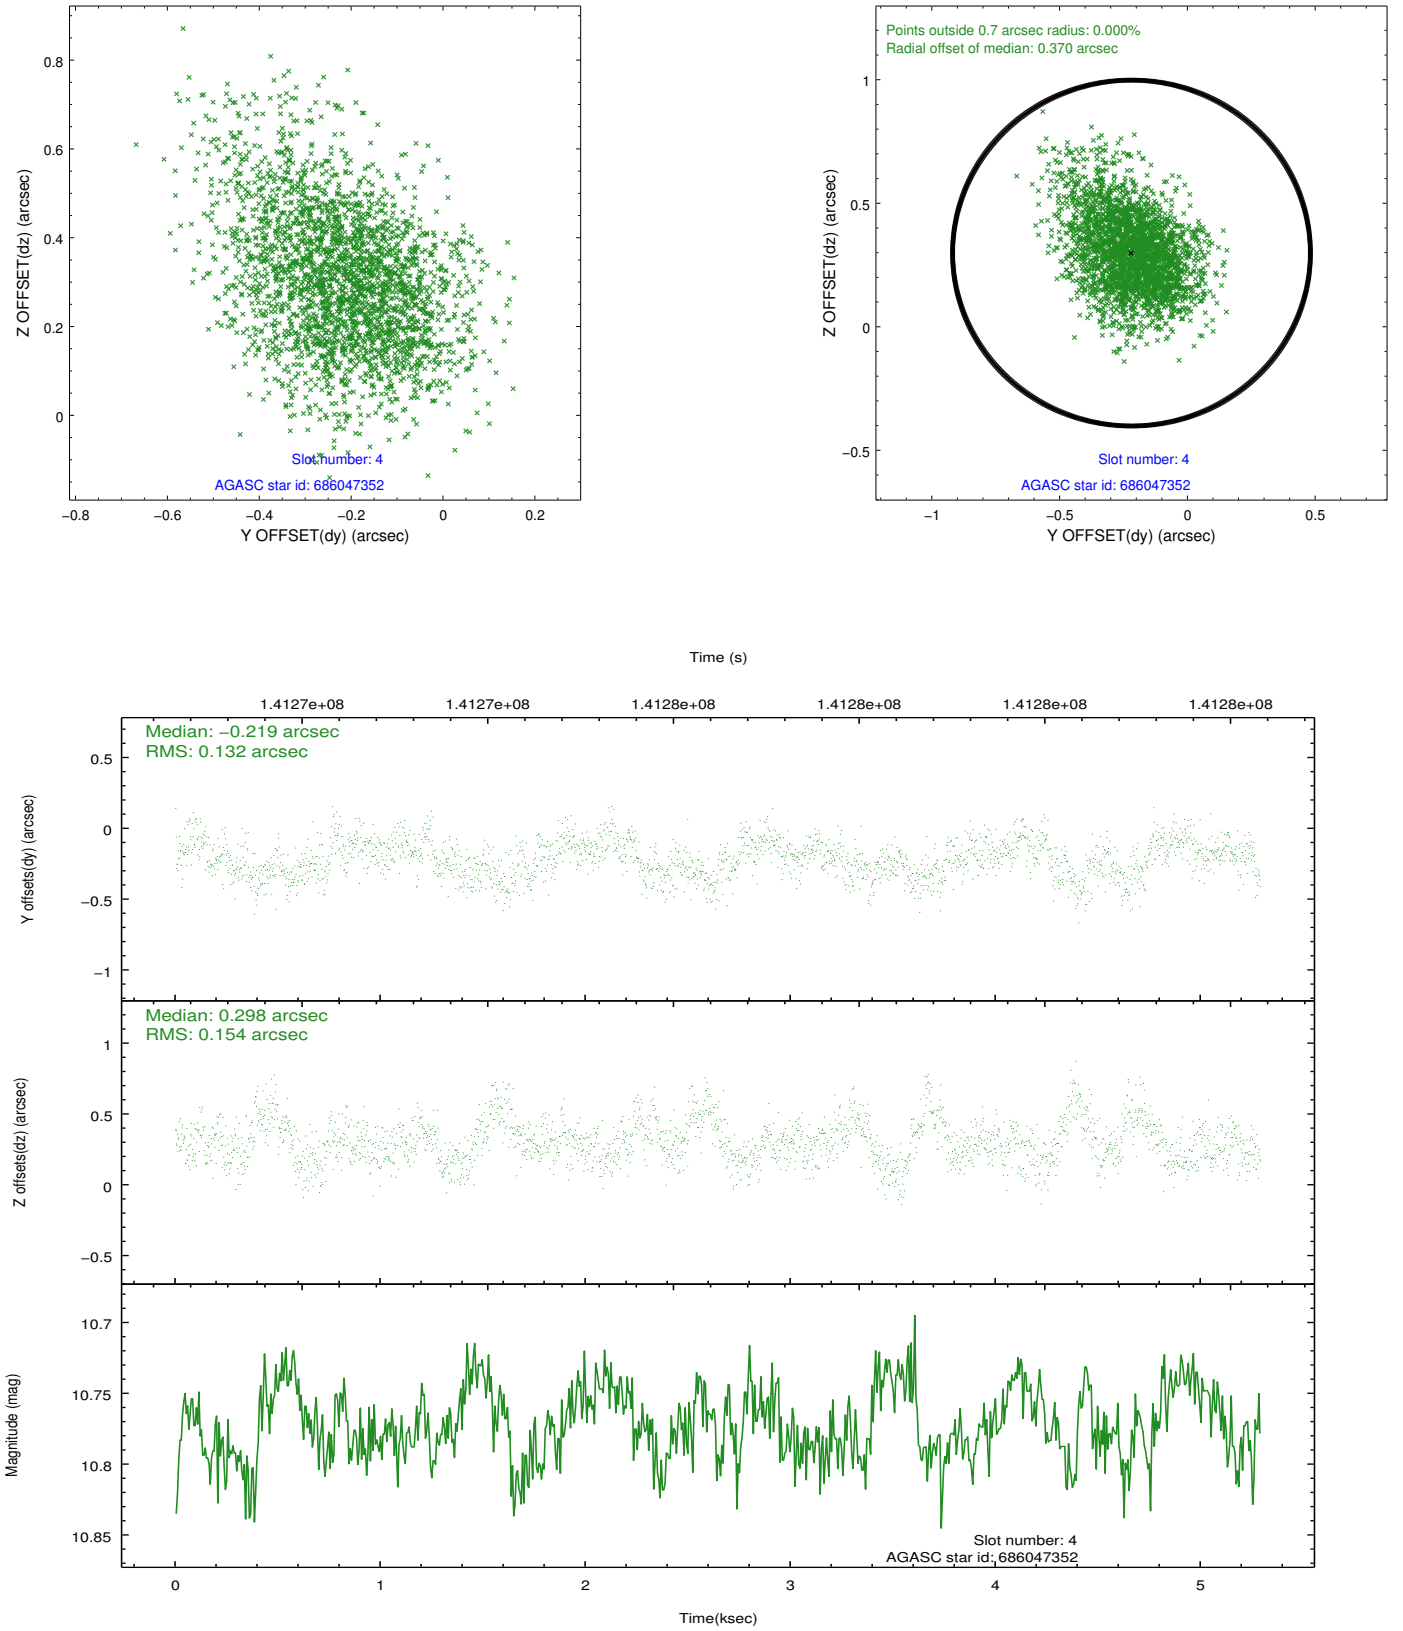 0.8
0.6
0.4
0.2
0
Z OFFSET(dz) (arcsec)
Slot number: 4
AGASC star id: 686047352
−0.8
−0.6
−0.4
−0.2
0
0.2
Y OFFSET(dy) (arcsec)
Points outside 0.7 arcsec radius: 0.000%
Radial offset of median: 0.370 arcsec
1
0.5
0
−0.5
Z OFFSET(dz) (arcsec)
Slot number: 4
AGASC star id: 686047352
−1
−0.5
0
0.5
Y OFFSET(dy) (arcsec)
Time (s)
1.4127e+08
1.4127e+08
1.4128e+08
1.4128e+08
1.4128e+08
1.4128e+08
Median: −0.219 arcsec
RMS: 0.132 arcsec
0.5
0
−0.5
−1
Y offsets(dy) (arcsec)
Median: 0.298 arcsec
RMS: 0.154 arcsec
1
0.5
0
−0.5
Z offsets(dz) (arcsec)
10.7
10.75
10.8
10.85
Magnitude (mag)
Slot number: 4
AGASC star id: 686047352
0
1
2
3
4
5
Time(ksec)